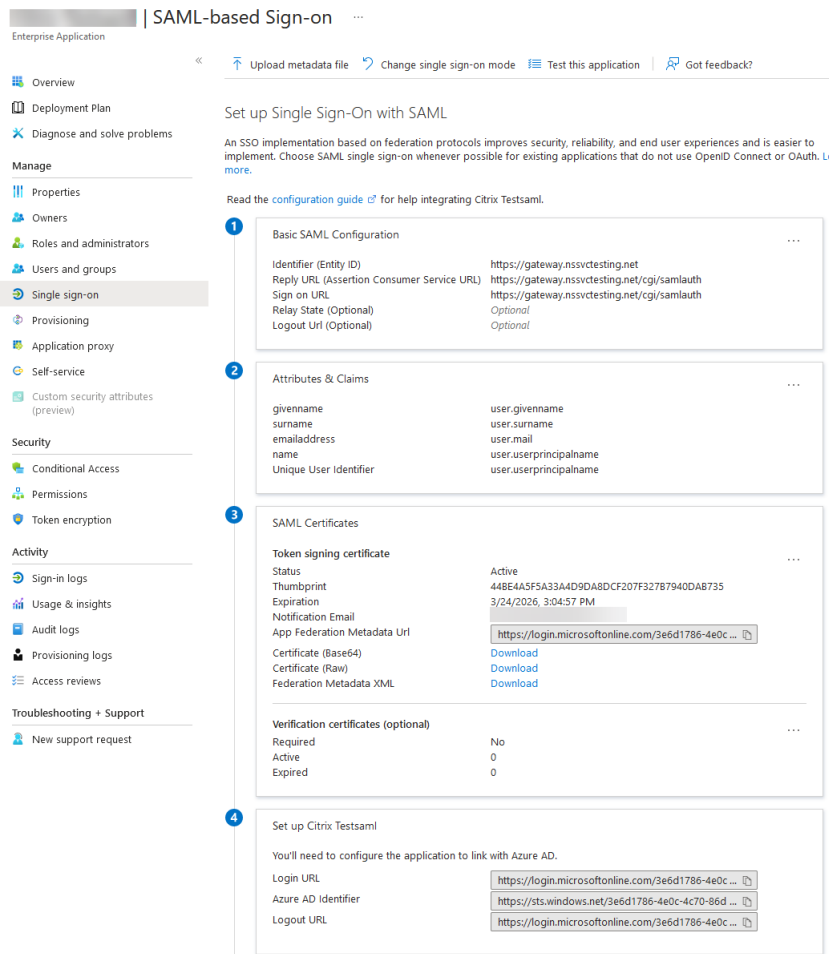 | SAML-based Sign-on ...
Enterprise Application
«
Overview
Deployment Plan
Diagnose and solve problems
Manage
Properties
Owners
Roles and administrators
Users and groups
Single sign-on
Provisioning
Application proxy
Self-service
Custom security attributes
(preview)
Security
Conditional Access
Permissions
Token encryption
Activity
Sign-in logs
Usage & insights
Audit logs
Provisioning logs
Access reviews
Troubleshooting + Support
New support request
Upload metadata file Change single sign-on mode Test this application | Got feedback?
Set up Single Sign-On with SAML
An SSO implementation based on federation protocols improves security, reliability, and end user experiences and is easier to
implement. Choose SAML single sign-on whenever possible for existing applications that do not use OpenID Connect or OAuth. Le
more.
Read the configuration guide for help integrating Citrix Testsaml.
1
Basic SAML Configuration ...
Identifier (Entity ID) https://gateway.nssvctesting.net
Reply URL (Assertion Consumer Service URL) https://gateway.nssvctesting.net/cgi/samlauth
Sign on URL https://gateway.nssvctesting.net/cgi/samlauth
Relay State (Optional) Optional
Logout Url (Optional) Optional
2
Attributes & Claims ...
givenname user.givenname
surname user.surname
emailaddress user.mail
name user.userprincipalname
Unique User Identifier user.userprincipalname
3
SAML Certificates
Token signing certificate ...
Status Active
Thumbprint 44BE4A5F5A33A4D9DA8DCF207F327B7940DAB735
Expiration 3/24/2026, 3:04:57 PM
Notification Email
App Federation Metadata Url https://login.microsoftonline.com/3e6d1786-4e0c ...
Certificate (Base64) Download
Certificate (Raw) Download
Federation Metadata XML Download
Verification certificates (optional) ...
Required No
Active 0
Expired 0
4
Set up Citrix Testsaml
You'll need to configure the application to link with Azure AD.
Login URL https://login.microsoftonline.com/3e6d1786-4e0c ...
Azure AD Identifier https://sts.windows.net/3e6d1786-4e0c-4c70-86d ...
Logout URL https://login.microsoftonline.com/3e6d1786-4e0c ...